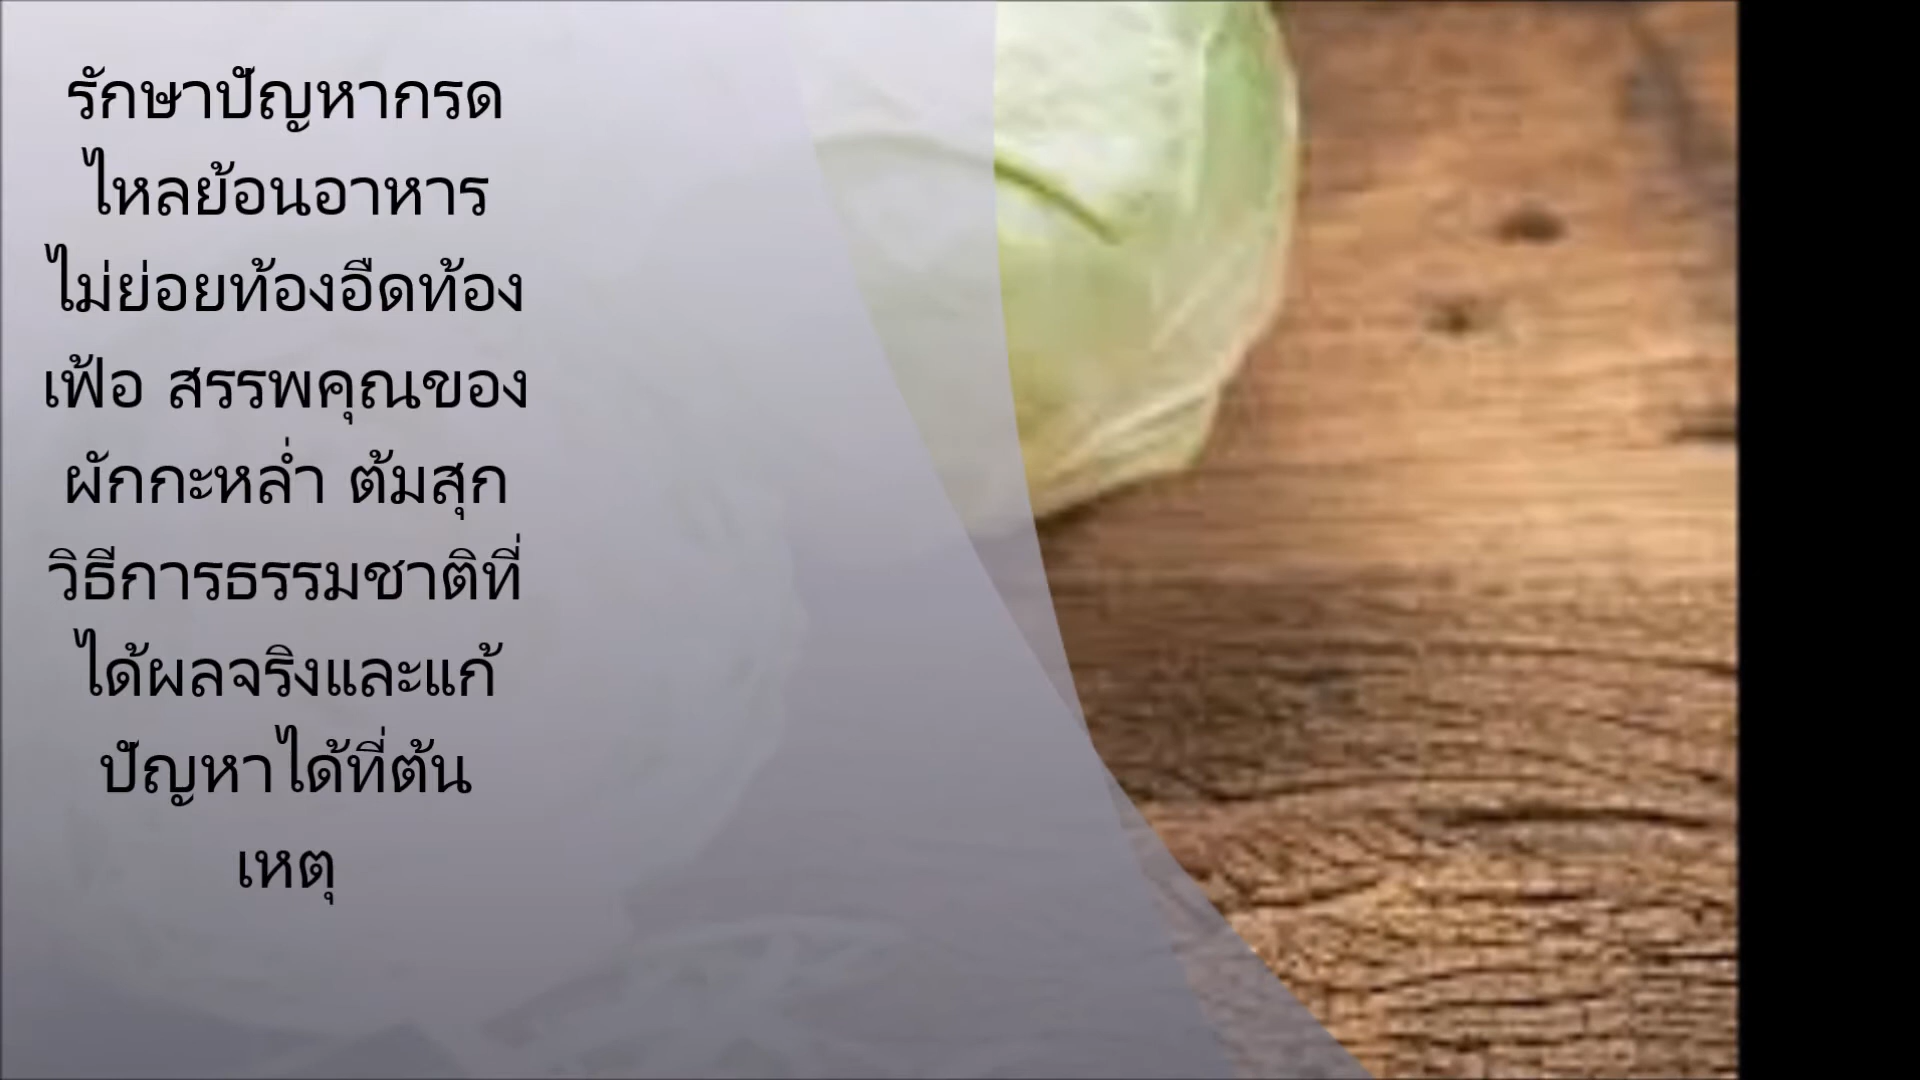 รักษาปัญหากรด
ไหลย้อนอาหาร
ไม่ย่อยท้องอืดท้อง
เฟ้อ สรรพคุณของ
ผักกะหล่ำ ต้มสุก
วิธีการธรรมชาติที่
ได้ผลจริงและแก้
ปัญหาได้ที่ต้น
เหตุ